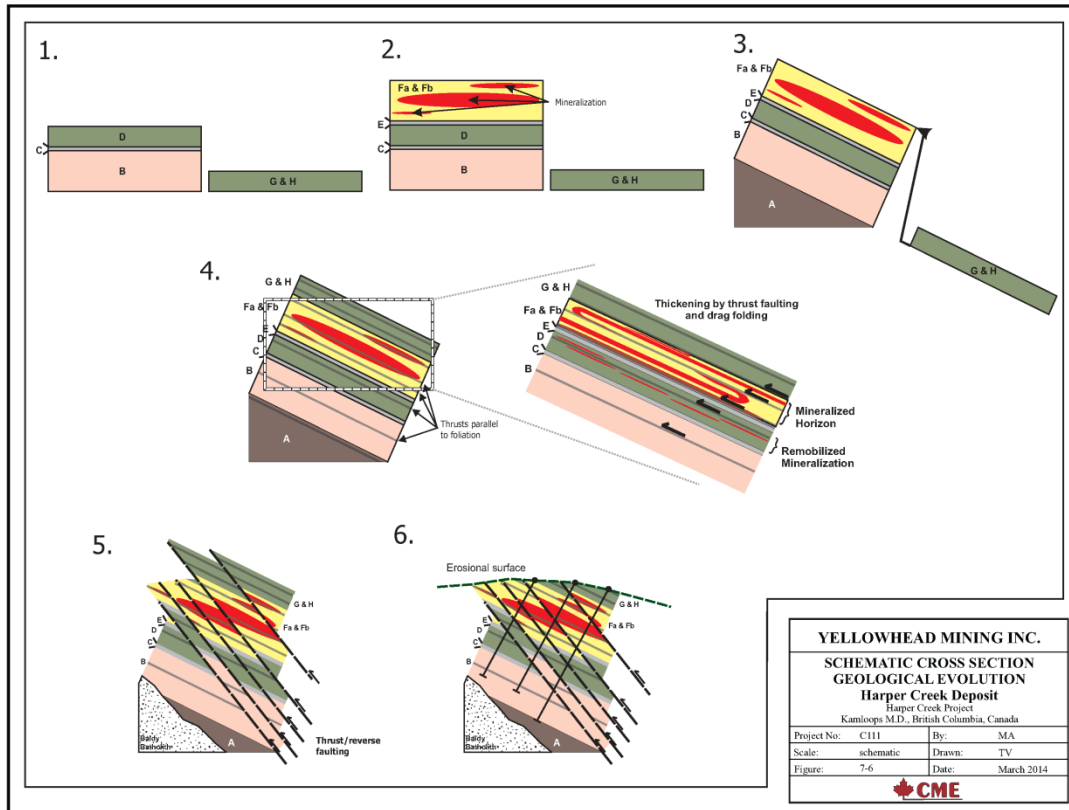 1.
D
C
B
G & H
2.
Fa & Fb
Mineralization
E
D
C
B
G & H
3.
Fa & Fb
E
D
C
B
A
G & H
4.
G & H
Fa & Fb
E
D
C
B
A
Thrusts parallel
to foliation
G & H
Fa & Fb
E
D
C
B
Thickening by thrust faulting
and drag folding
Mineralized
Horizon
Remobilized
Mineralization
5.
G & H
Fa & Fb
E
D
C
B
A
Baldy
Batholith
Thrust/reverse
faulting
6.
Erosional surface
G & H
Fa & Fb
E
D
C
B
A
Baldy
Batholith
YELLOWHEAD MINING INC.
SCHEMATIC CROSS SECTION
GEOLOGICAL EVOLUTION
Harper Creek Deposit
Harper Creek Project
Kamloops M.D., British Columbia, Canada
Project No: C111 By: MA
Scale: schematic Drawn: TV
Figure: 7-6 Date: March 2014
CME